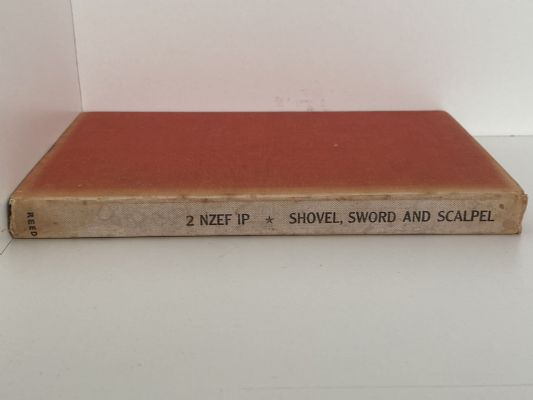 2 NZEF IP ★ SHOVEL, SWORD AND SCALPEL
REED